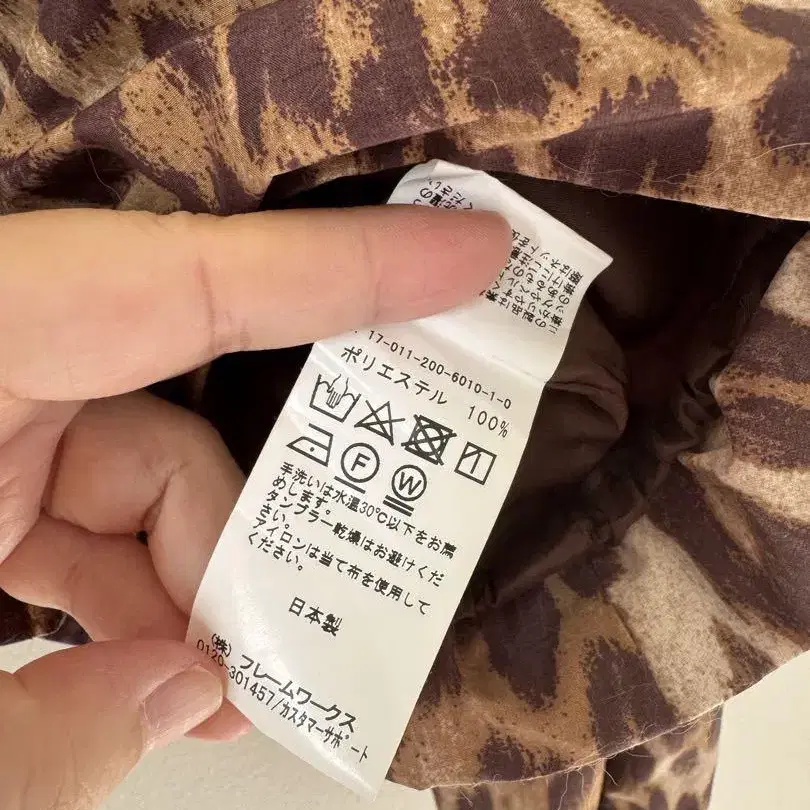 17-011-200-6010-1-0
ポリエステル 100%
F
W
手洗いは水温30℃以下をお薦
めします。
タンブラー乾燥はお避けくだ
さい。
アイロンは当て布を使用して
ください。
日本製
(株) フレームワークス
0120-301457/カスタマーサポート